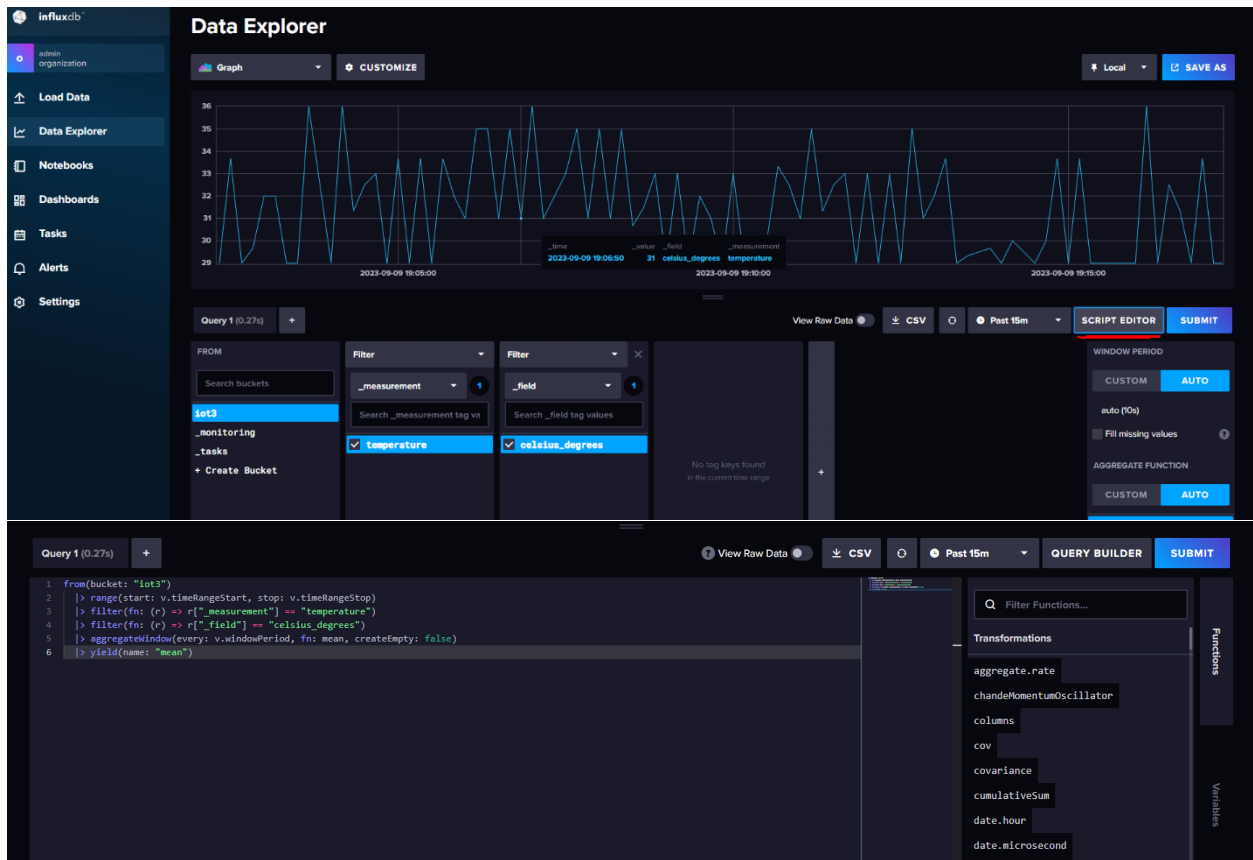 influxdb™
admin
organization
Load Data
Data Explorer
Notebooks
Dashboards
Tasks
Alerts
Settings
Data Explorer
Graph
CUSTOMIZE
Local
SAVE AS
36
35
34
33
32
31
30
29
2023-09-09 19:05:00
2023-09-09 19:10:00
2023-09-09 19:15:00
_time _value _field _measurement
2023-09-09 19:06:50 31 celsius_degrees temperature
Query 1 (0.27s) +
View Raw Data CSV Past 15m SCRIPT EDITOR SUBMIT
FROM
Search buckets
iot3
_monitoring
_tasks
+ Create Bucket
Filter
_measurement 1
Search _measurement tag va
temperature
Filter
_field 1
Search _field tag values
celsius_degrees
No tag keys found
in the current time range
+
WINDOW PERIOD
CUSTOM AUTO
auto (10s)
Fill missing values ?
AGGREGATE FUNCTION
CUSTOM AUTO
Query 1 (0.27s) +
? View Raw Data CSV Past 15m QUERY BUILDER SUBMIT
1 from(bucket: "iot3")
2 |> range(start: v.timeRangeStart, stop: v.timeRangeStop)
3 |> filter(fn: (r) => r["_measurement"] == "temperature")
4 |> filter(fn: (r) => r["_field"] == "celsius_degrees")
5 |> aggregateWindow(every: v.windowPeriod, fn: mean, createEmpty: false)
6 |> yield(name: "mean")
Filter Functions...
Transformations
aggregate.rate
chandeMomentumOscillator
columns
cov
covariance
cumulativeSum
date.hour
date.microsecond
Functions
Variables